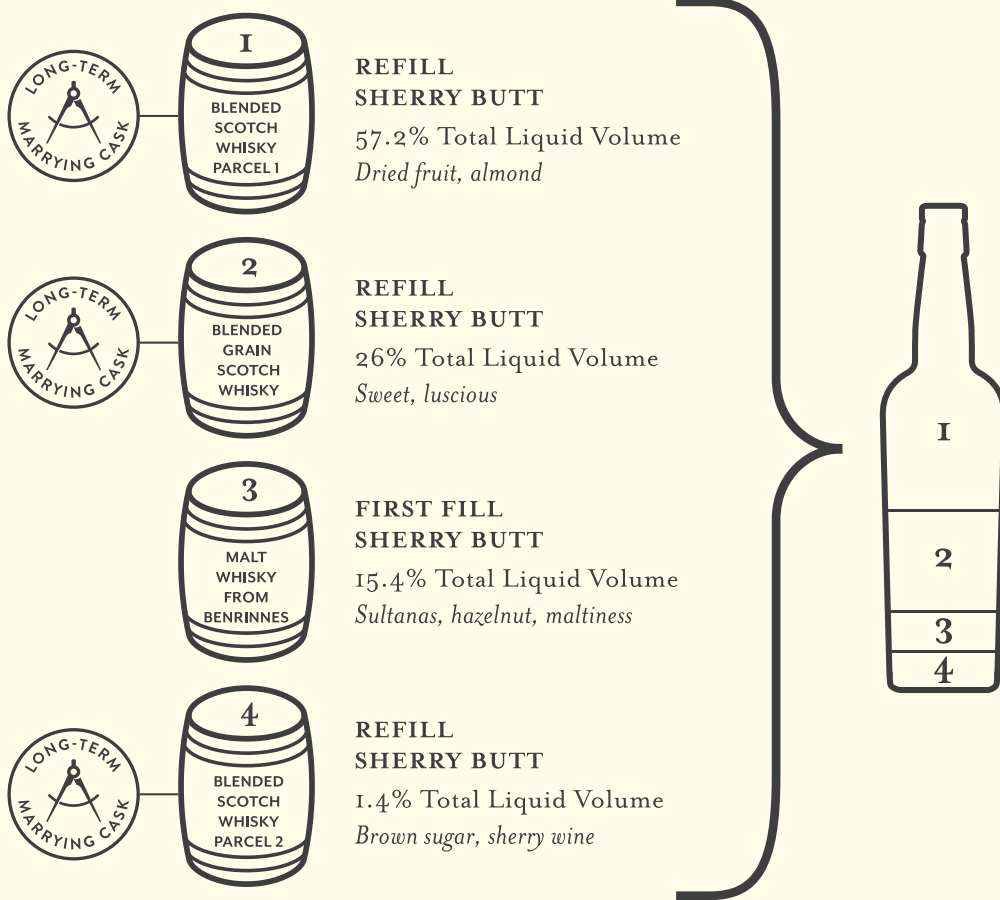 LONG-TERM
MARRYING CASK
1
BLENDED
SCOTCH
WHISKY
PARCEL 1
REFILL
SHERRY BUTT
57.2% Total Liquid Volume
Dried fruit, almond
LONG-TERM
MARRYING CASK
2
BLENDED
GRAIN
SCOTCH
WHISKY
REFILL
SHERRY BUTT
26% Total Liquid Volume
Sweet, luscious
3
MALT
WHISKY
FROM
BENRINNES
FIRST FILL
SHERRY BUTT
15.4% Total Liquid Volume
Sultanas, hazelnut, maltiness
LONG-TERM
MARRYING CASK
4
BLENDED
SCOTCH
WHISKY
PARCEL 2
REFILL
SHERRY BUTT
1.4% Total Liquid Volume
Brown sugar, sherry wine
1
2
3
4